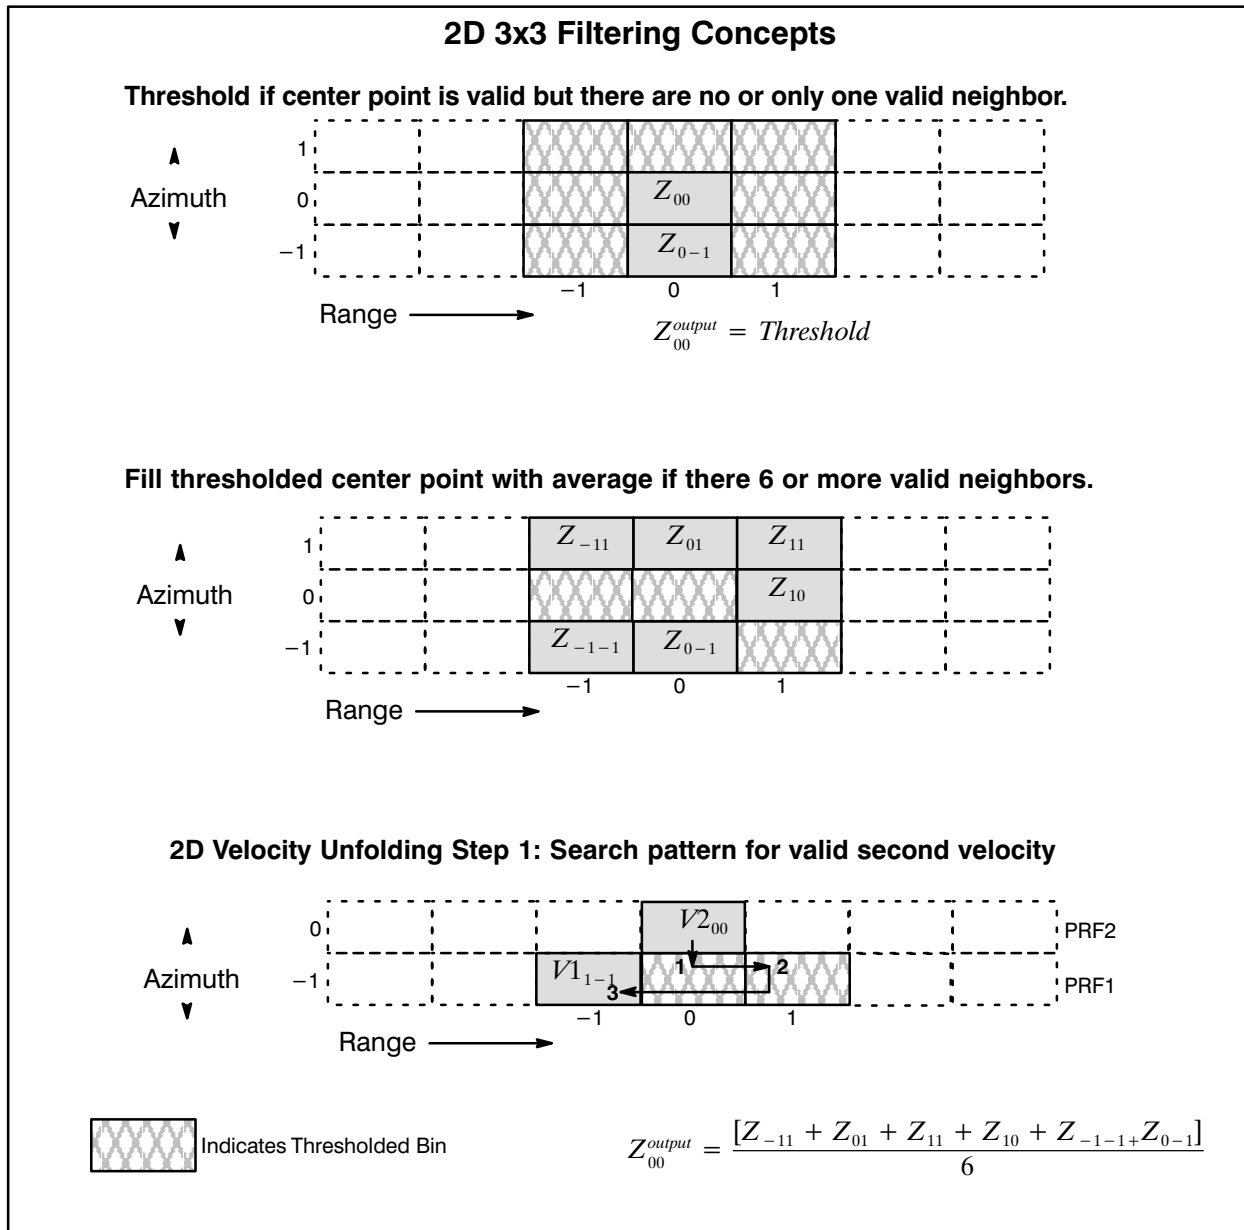 2D 3x3 Filtering Concepts
Threshold if center point is valid but there are no or only one valid neighbor.
1
Azimuth 0 Z00
−1 Z0−1
−1 0 1
Range
Z00^output = Threshold
Fill thresholded center point with average if there 6 or more valid neighbors.
1 Z−11 Z01 Z11
Azimuth 0 Z10
−1 Z−1−1 Z0−1
−1 0 1
Range
2D Velocity Unfolding Step 1: Search pattern for valid second velocity
0 V200 PRF2
Azimuth −1 V11−1 1 2 PRF1
3
−1 0 1
Range
Indicates Thresholded Bin
Z00^output = [Z−11 + Z01 + Z11 + Z10 + Z−1−1+Z0−1]
6